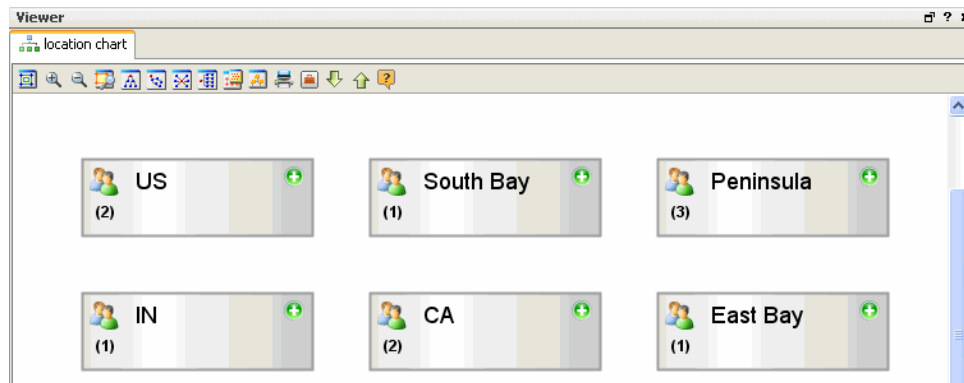 Viewer
location chart
US
(2)
South Bay
(1)
Peninsula
(3)
IN
(1)
CA
(2)
East Bay
(1)